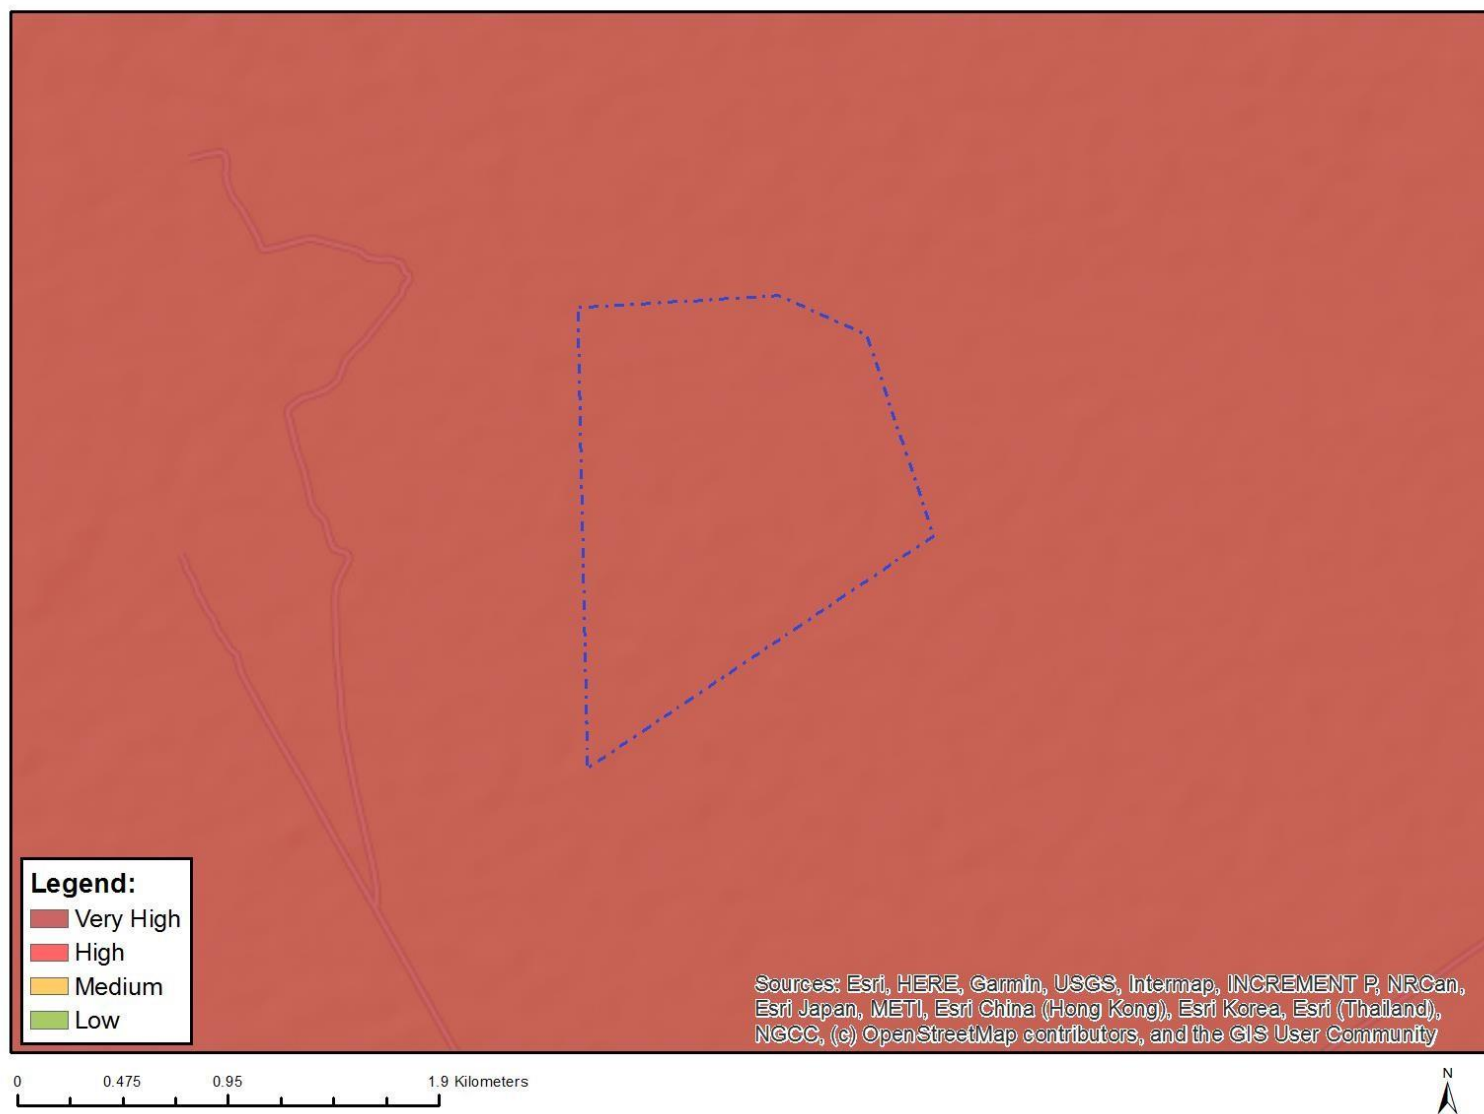 Legend:
Very High
High
Medium
Low
Sources: Esri, HERE, Garmin, USGS, Intermap, INCREMENT P, NRCan,
Esri Japan, METI, Esri China (Hong Kong), Esri Korea, Esri (Thailand),
NGCC, (c) OpenStreetMap contributors, and the GIS User Community
0 0.475 0.95 1.9 Kilometers
N